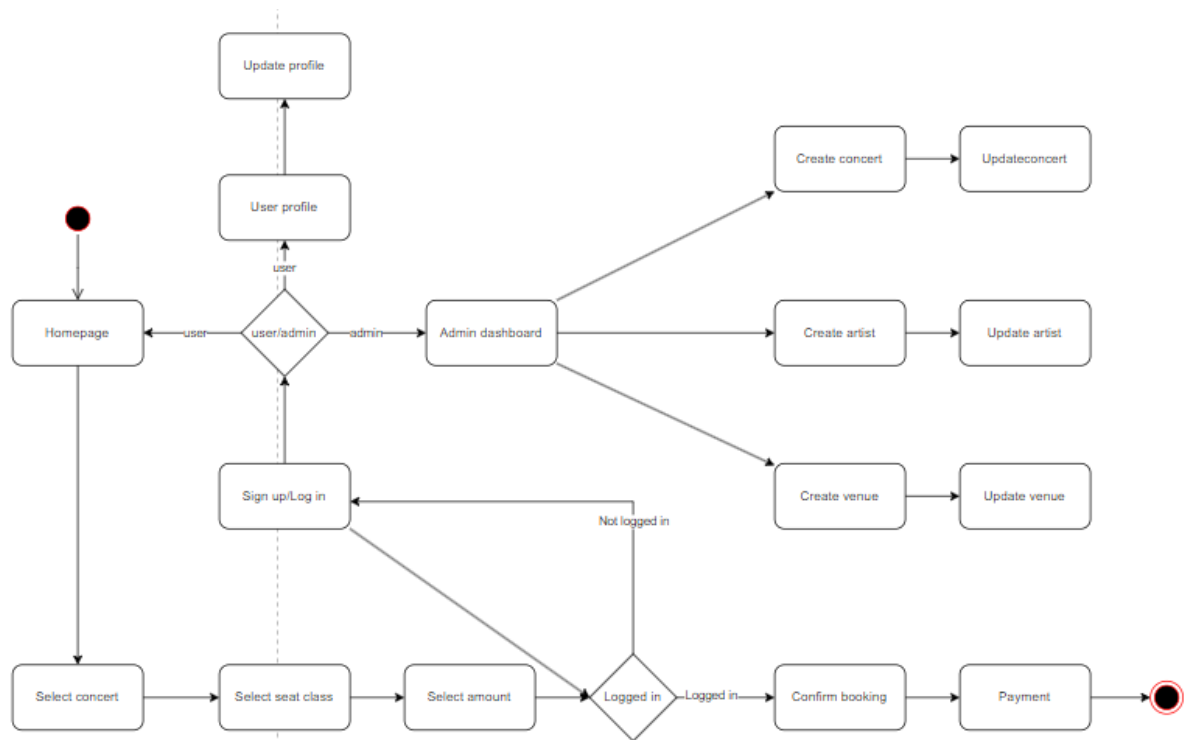 Update profile
Create concert
Updateconcert
User profile
user
Homepage
user
user/admin
admin
Admin dashboard
Create artist
Update artist
Sign up/Log in
Create venue
Update venue
Not logged in
Select concert
Select seat class
Select amount
Logged in
Logged in
Confirm booking
Payment